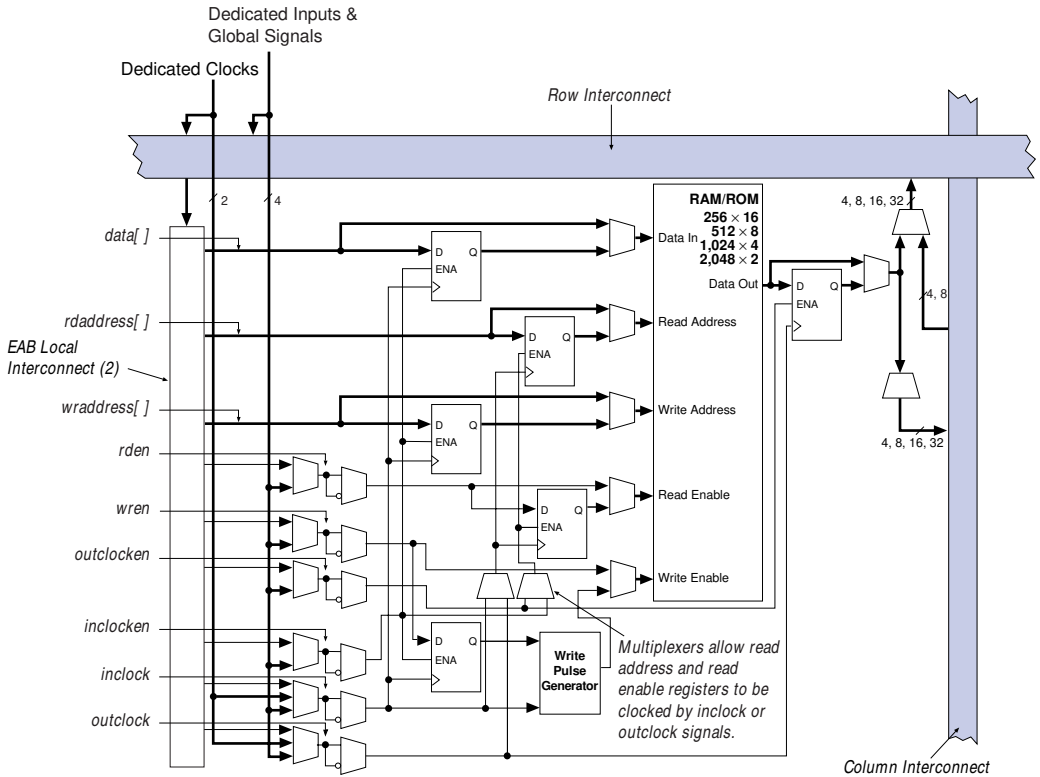 Dedicated Inputs &
Global Signals
Dedicated Clocks
Row Interconnect
2
4
4, 8, 16, 32
RAM/ROM
256 × 16
512 × 8
1,024 × 4
2,048 × 2
data[ ]
D
Q
ENA
Data In
Data Out
D
Q
ENA
4, 8
rdaddress[ ]
D
Q
ENA
Read Address
EAB Local
Interconnect (2)
wraddress[ ]
D
Q
ENA
Write Address
4, 8, 16, 32
rden
D
Q
ENA
Read Enable
wren
outclocken
Write Enable
inclocken
D
Q
ENA
Write
Pulse
Generator
Multiplexers allow read
address and read
enable registers to be
clocked by inclock or
outclock signals.
inclock
outclock
Column Interconnect